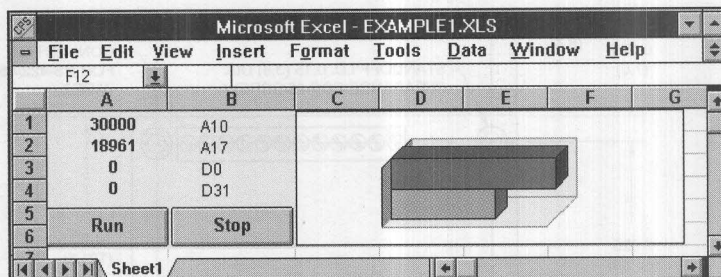 Microsoft Excel - EXAMPLE1.XLS
File Edit View Insert Format Tools Data Window Help
F12
A B C D E F G
1 30000 A10
2 18961 A17
3 0 D0
4 0 D31
5
6
Run Stop
7
Sheet1